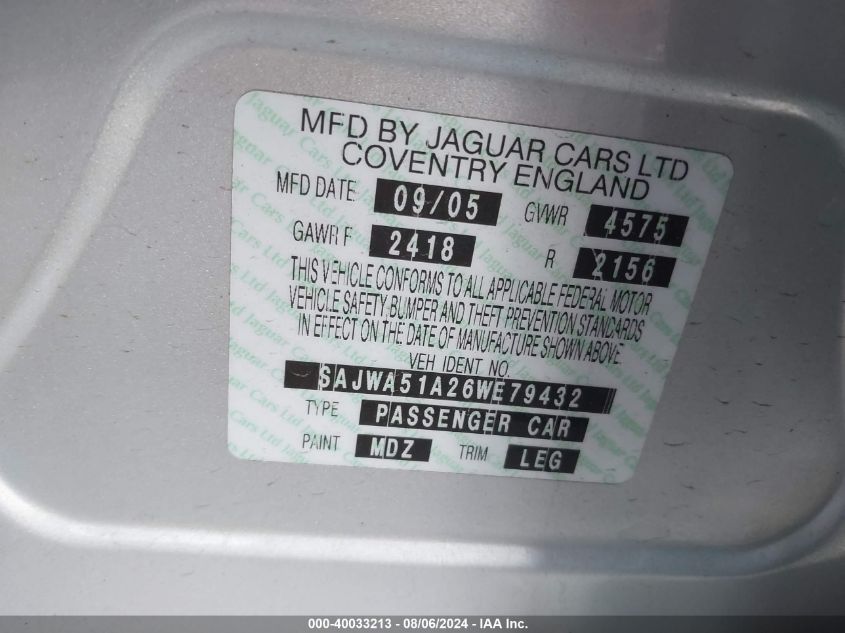 MFD BY JAGUAR CARS LTD
COVENTRY ENGLAND
MFD DATE 09/05 GVWR 4575
GAWR F 2418 R 2156
THIS VEHICLE CONFORMS TO ALL APPLICABLE FEDERAL MOTOR
VEHICLE SAFETY, BUMPER AND THEFT PREVENTION STANDARDS
IN EFFECT ON THE DATE OF MANUFACTURE SHOWN ABOVE.
VEH IDENT NO.
SAJWA51A26WE79432
TYPE PASSENGER CAR
PAINT MDZ TRIM LEG
000-40033213 - 08/06/2024 - IAA Inc.